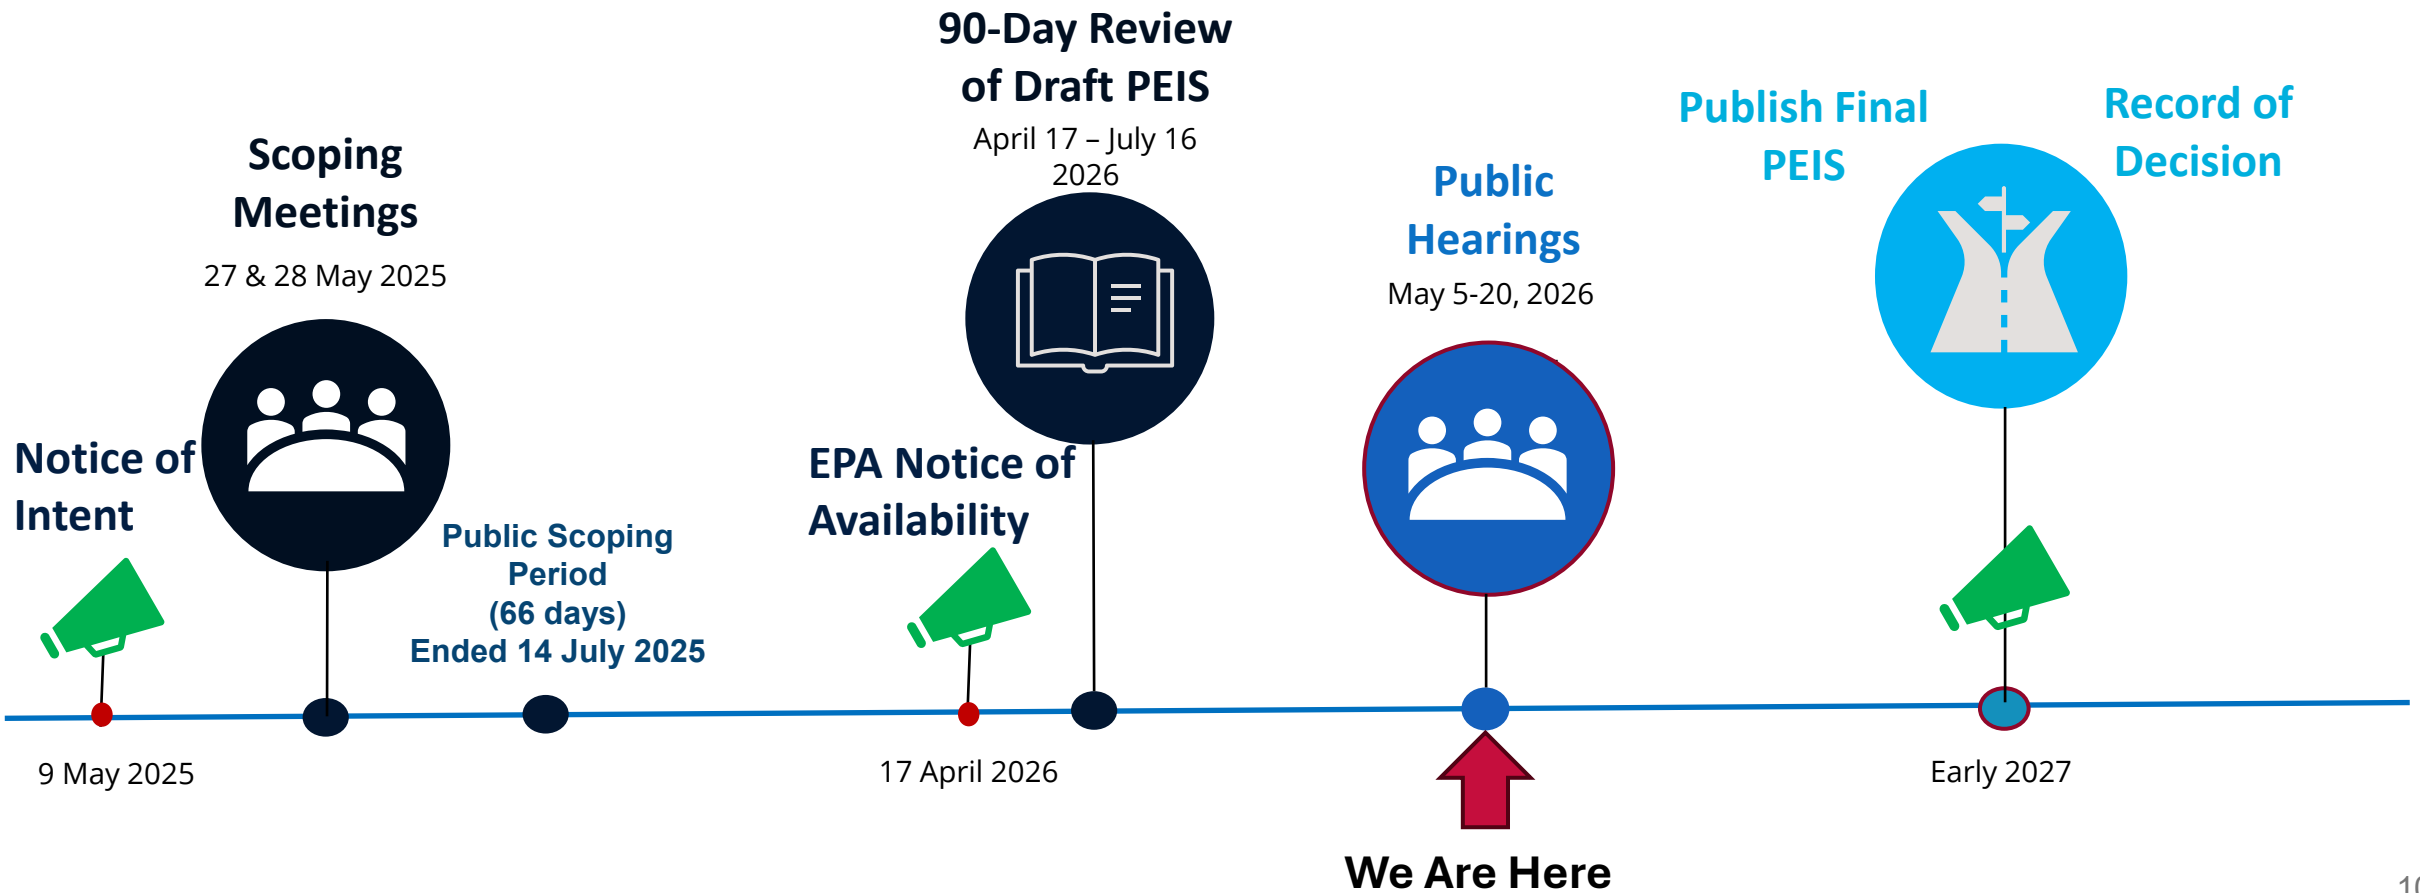 Notice of
Intent
9 May 2025
Scoping
Meetings
27 & 28 May 2025
Public Scoping
Period
(66 days)
Ended 14 July 2025
EPA Notice of
Availability
17 April 2026
90-Day Review
of Draft PEIS
April 17 – July 16
2026
Public
Hearings
May 5-20, 2026
We Are Here
Publish Final
PEIS
Record of
Decision
Early 2027